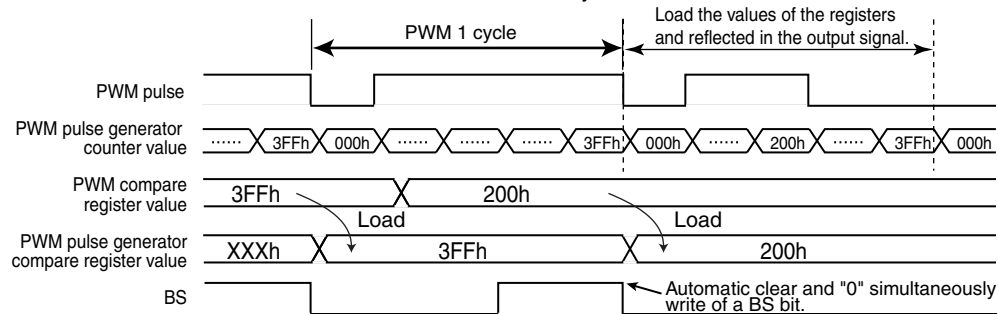 PWM 1 cycle
Load the values of the registers
and reflected in the output signal.
PWM pulse
PWM pulse generator
counter value
...... 3FFh 000h ...... ...... ...... 3FFh 000h ...... 200h ...... 3FFh 000h
PWM compare
register value
3FFh 200h
Load Load
PWM pulse generator
compare register value
XXXh 3FFh 200h
BS
Automatic clear and "0" simultaneously
write of a BS bit.